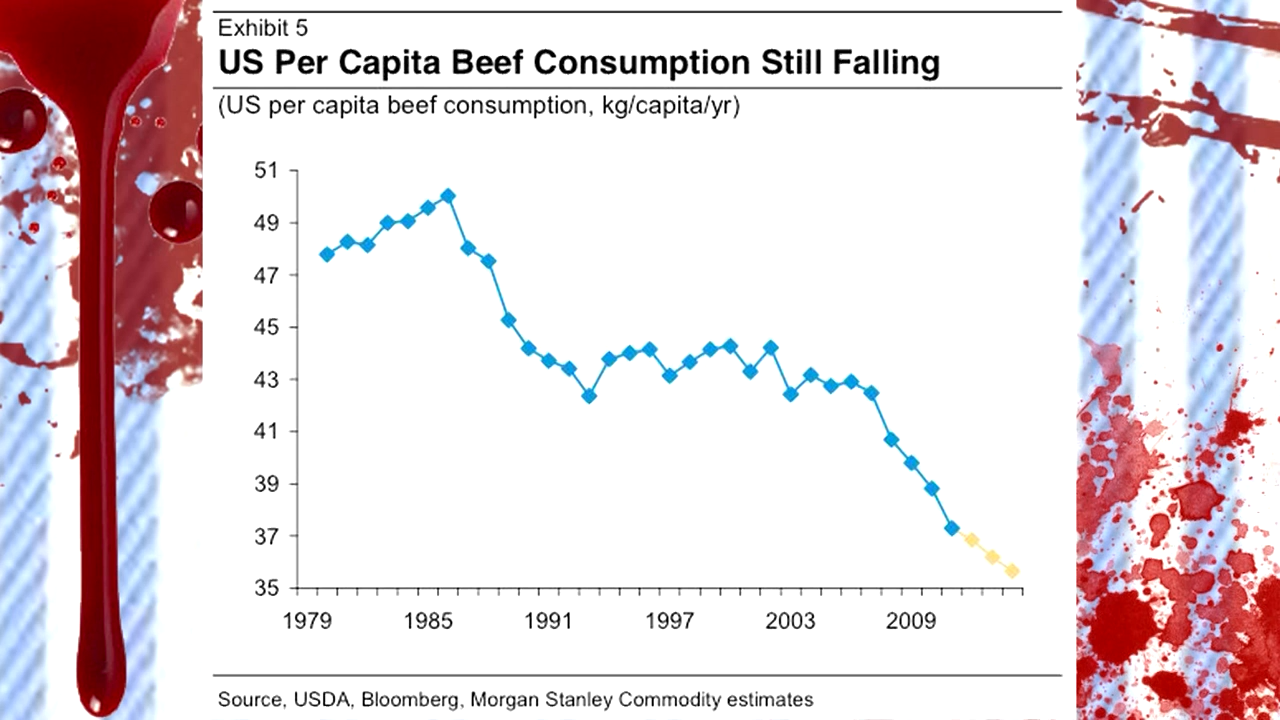 Exhibit 5
US Per Capita Beef Consumption Still Falling
(US per capita beef consumption, kg/capita/yr)
51
49
47
45
43
41
39
37
35
1979 1985 1991 1997 2003 2009
Source, USDA, Bloomberg, Morgan Stanley Commodity estimates